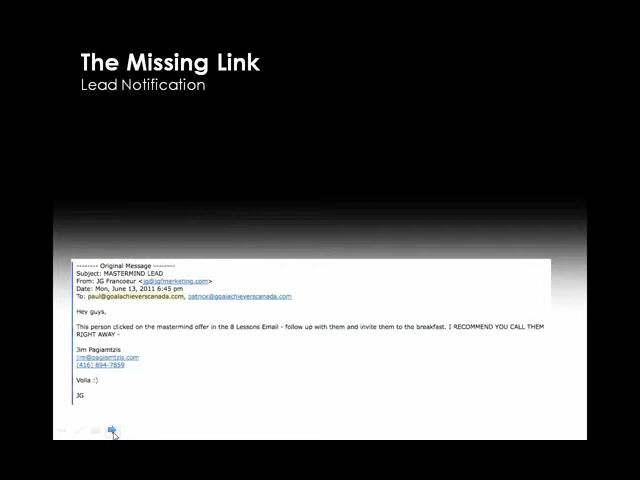 The Missing Link
Lead Notification
-------- Original Message --------
Subject: MASTERMIND LEAD
From: JG Francoeur <jg@jgfmarketing.com>
Date: Mon, June 13, 2011 6:45 pm
To: paul@goalachieverscanada.com, patrick@goalachieverscanada.com
Hey guys,
This person clicked on the mastermind offer in the 8 Lessons Email - follow up with them and invite them to the breakfast. I RECOMMEND YOU CALL THEM
RIGHT AWAY -
Jim Pagiamtzis
jim@pagiamtzis.com
(416) 894-7859
Voila :)
JG